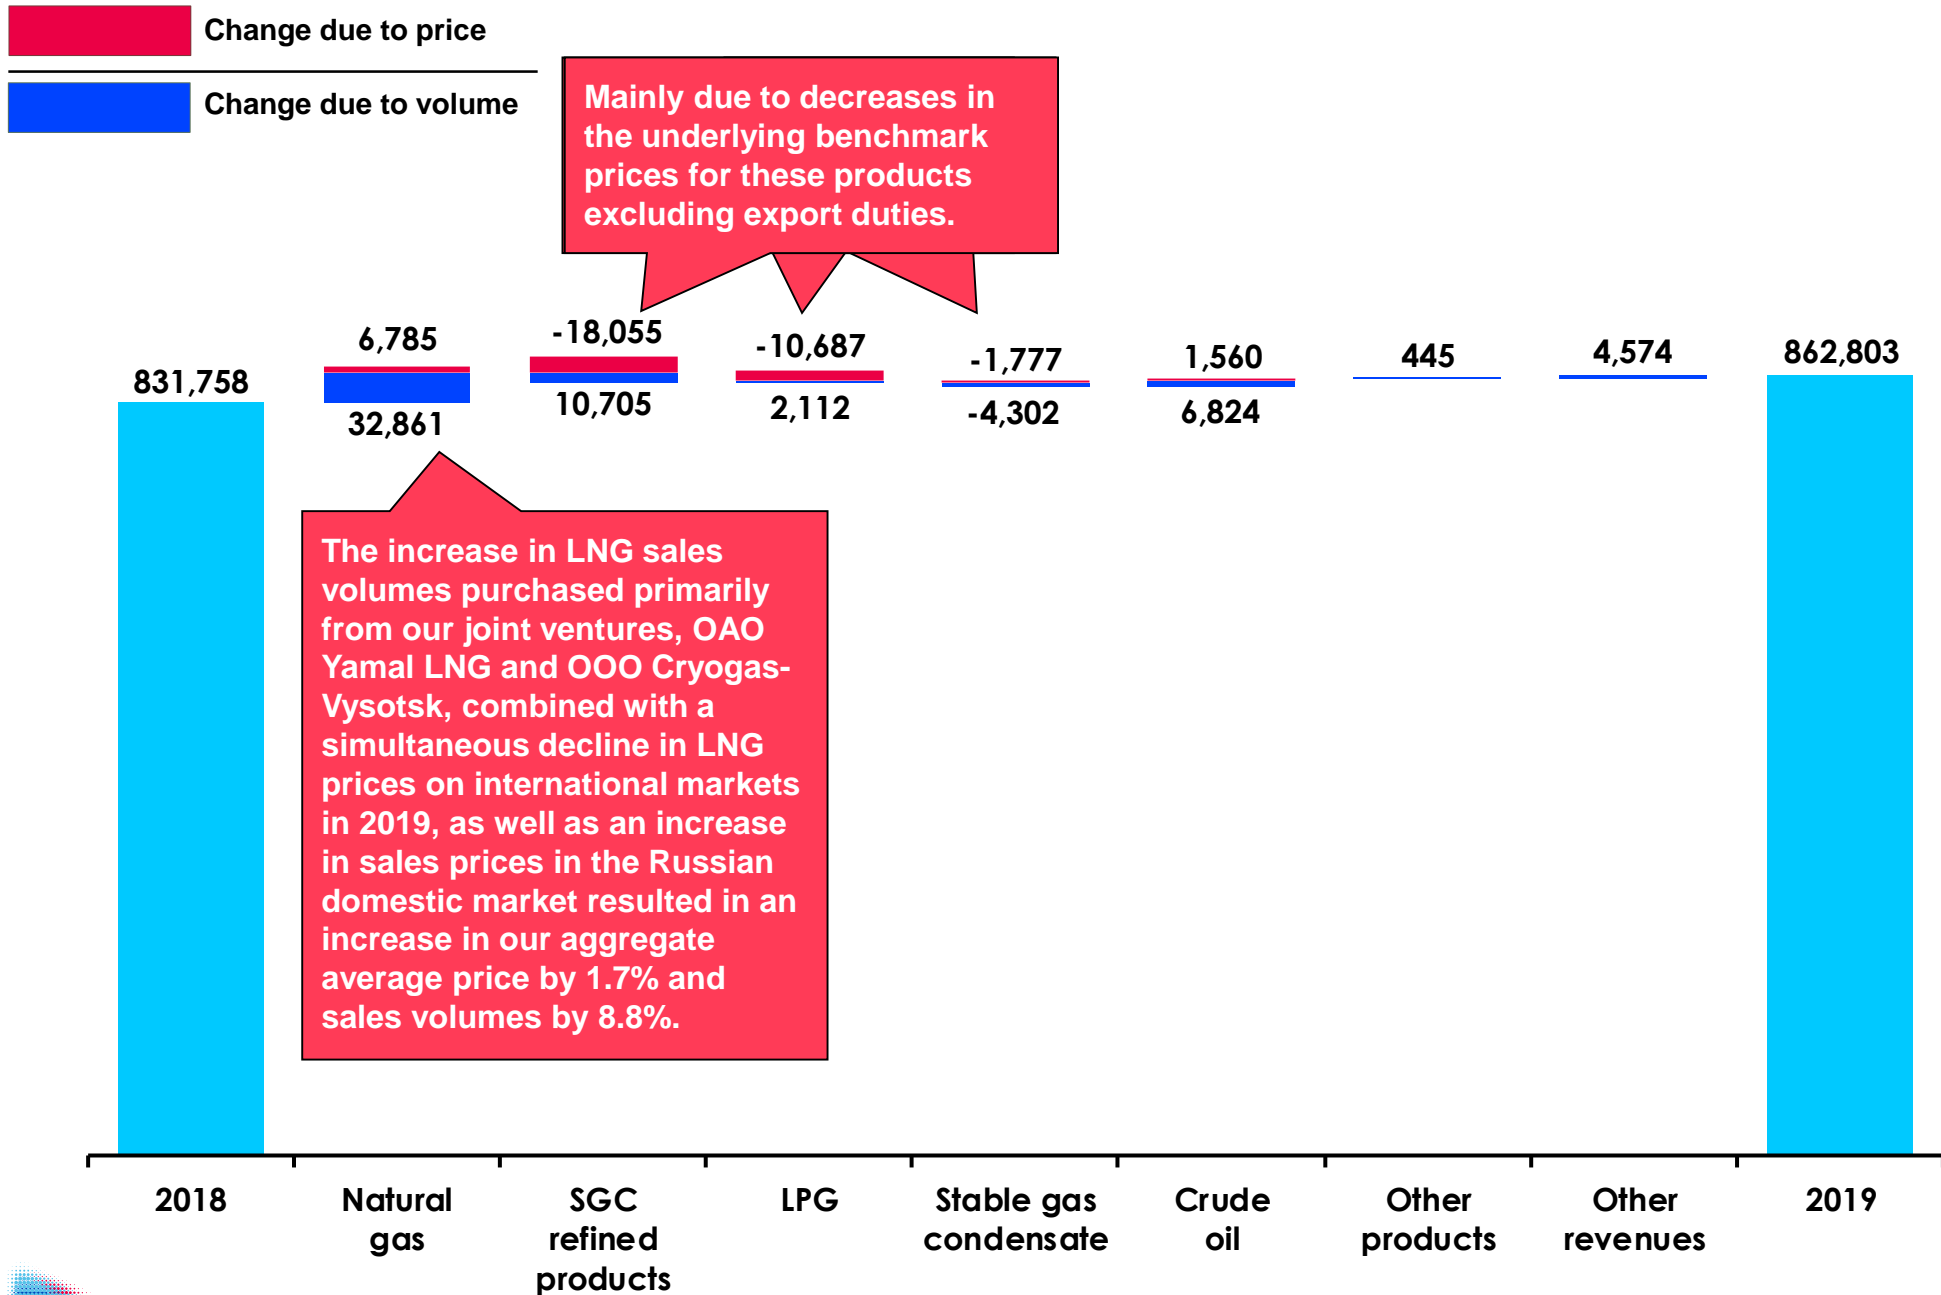 Change due to price
Change due to volume
Mainly due to decreases in
the underlying benchmark
prices for these products
excluding export duties.
831,758
6,785
32,861
-18,055
10,705
-10,687
2,112
-1,777
-4,302
1,560
6,824
445
4,574
862,803
The increase in LNG sales
volumes purchased primarily
from our joint ventures, OAO
Yamal LNG and OOO Cryogas-
Vysotsk, combined with a
simultaneous decline in LNG
prices on international markets
in 2019, as well as an increase
in sales prices in the Russian
domestic market resulted in an
increase in our aggregate
average price by 1.7% and
sales volumes by 8.8%.
2018
Natural
gas
SGC
refined
products
LPG
Stable gas
condensate
Crude
oil
Other
products
Other
revenues
2019